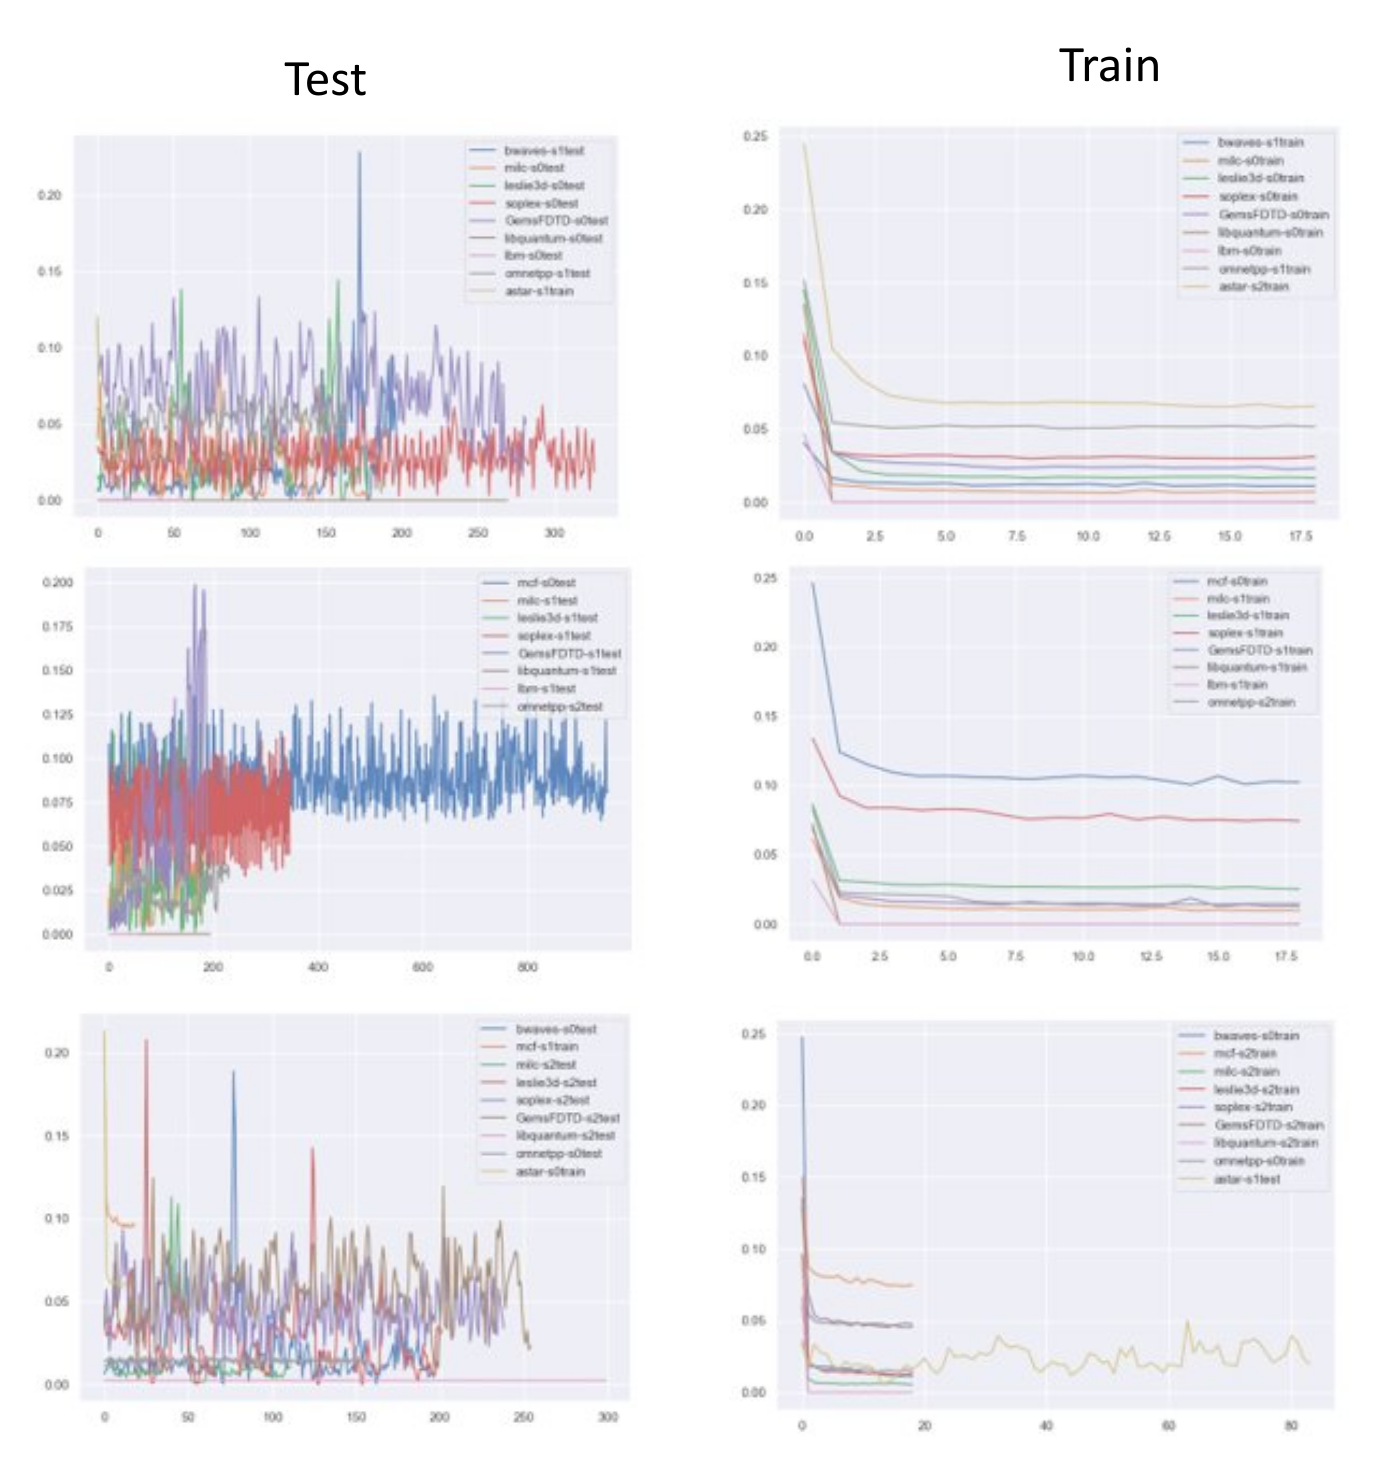 Test
Train
0.20
0.15
0.10
0.05
0.00
0
50
100
150
200
250
300
bwaves-s1test
milc-s0test
leslie3d-s0test
soplex-s0test
GemsFDTD-s0test
libquantum-s0test
lbm-s0test
omnetpp-s1test
astar-s1train
0.25
0.20
0.15
0.10
0.05
0.00
0.0
2.5
5.0
7.5
10.0
12.5
15.0
17.5
bwaves-s1train
milc-s0train
leslie3d-s0train
soplex-s0train
GemsFDTD-s0train
libquantum-s0train
lbm-s0train
omnetpp-s1train
astar-s2train
0.200
0.175
0.150
0.125
0.100
0.075
0.050
0.025
0.000
0
200
400
600
800
mcf-s0test
milc-s1test
leslie3d-s1test
soplex-s1test
GemsFDTD-s1test
libquantum-s1test
lbm-s1test
omnetpp-s2test
0.25
0.20
0.15
0.10
0.05
0.00
0.0
2.5
5.0
7.5
10.0
12.5
15.0
17.5
mcf-s0train
milc-s1train
leslie3d-s1train
soplex-s1train
GemsFDTD-s1train
libquantum-s1train
lbm-s1train
omnetpp-s2train
0.20
0.15
0.10
0.05
0.00
0
50
100
150
200
250
300
bwaves-s0test
mcf-s1train
milc-s2test
leslie3d-s2test
soplex-s2test
GemsFDTD-s2test
libquantum-s2test
omnetpp-s0test
astar-s0train
0.25
0.20
0.15
0.10
0.05
0.00
0
20
40
60
80
bwaves-s0train
mcf-s2train
milc-s2train
leslie3d-s2train
soplex-s2train
GemsFDTD-s2train
libquantum-s2train
omnetpp-s0train
astar-s1test